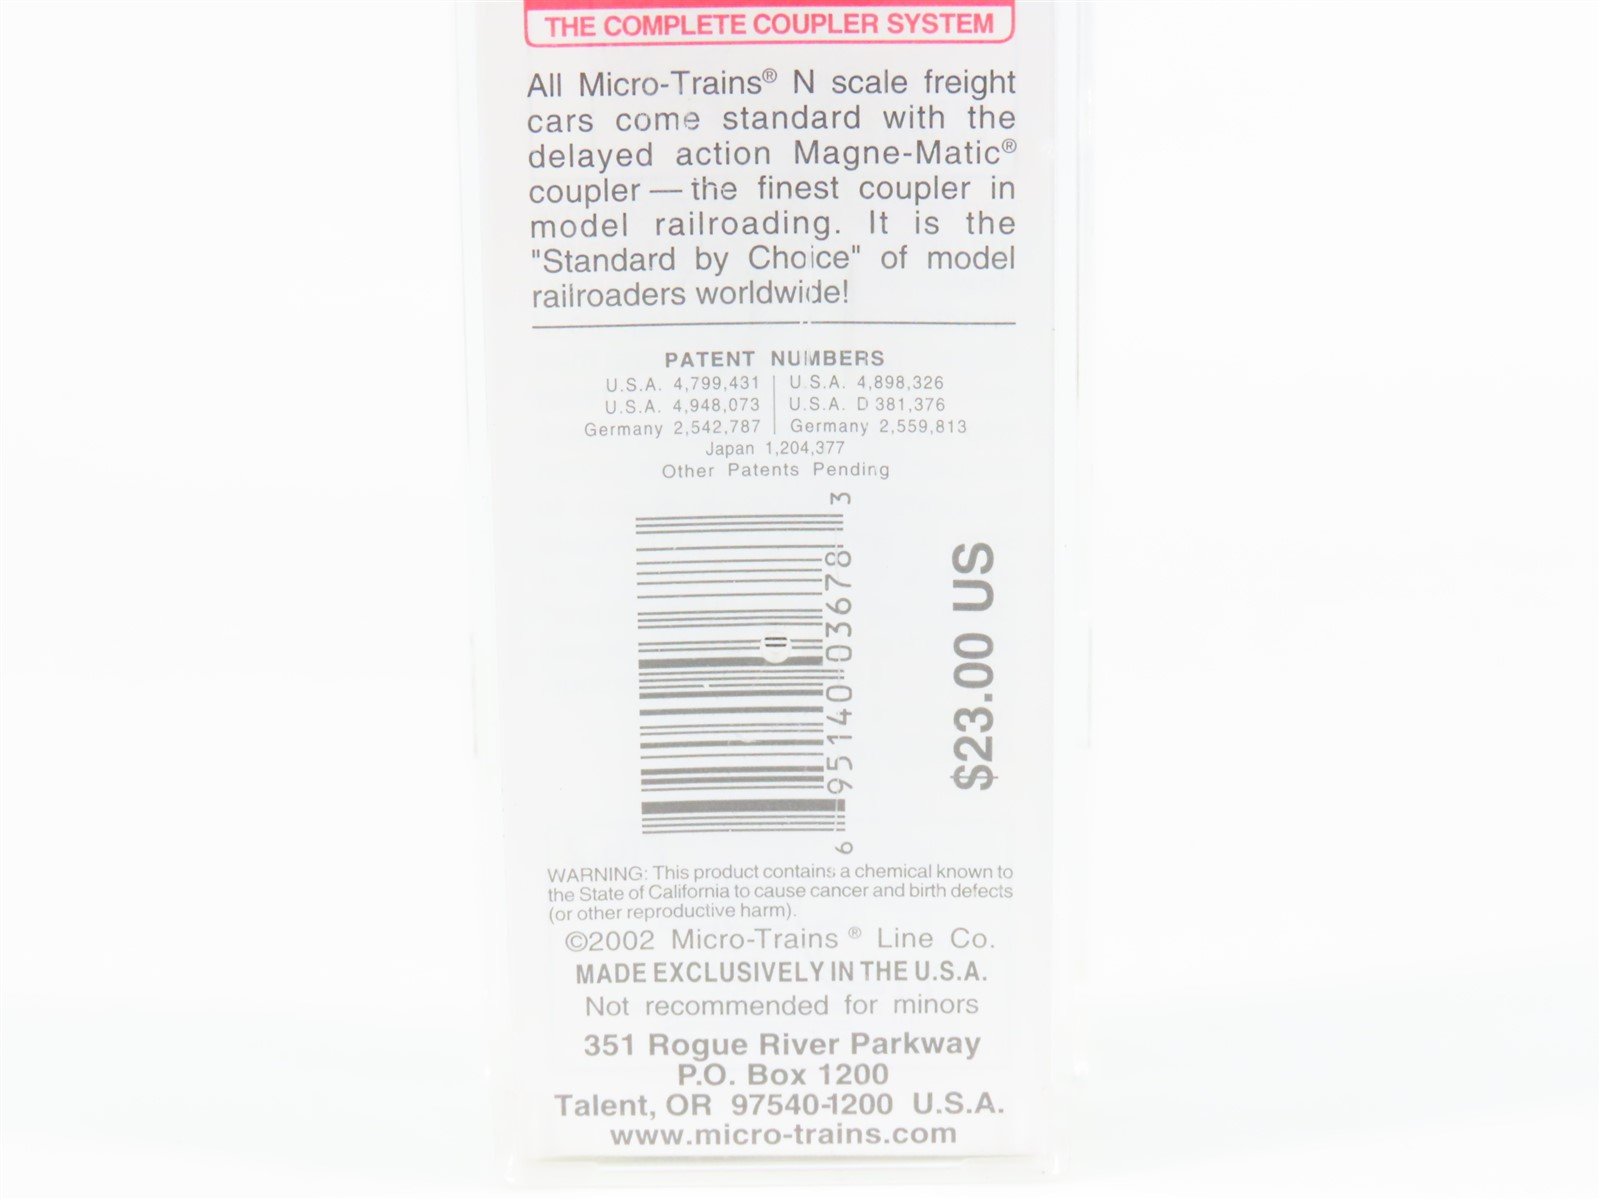 THE COMPLETE COUPLER SYSTEM
All Micro-Trains® N scale freight
cars come standard with the
delayed action Magne-Matic®
coupler — the finest coupler in
model railroading. It is the
"Standard by Choice" of model
railroaders worldwide!
PATENT NUMBERS
U.S.A. 4,799,431 | U.S.A. 4,898,326
U.S.A. 4,948,073 | U.S.A. D 381,376
Germany 2,542,787 | Germany 2,559,813
Japan 1,204,377
Other Patents Pending
6 95140 03678 3
$23.00 US
WARNING: This product contains a chemical known to
the State of California to cause cancer and birth defects
(or other reproductive harm).
©2002 Micro-Trains ® Line Co.
MADE EXCLUSIVELY IN THE U.S.A.
Not recommended for minors
351 Rogue River Parkway
P.O. Box 1200
Talent, OR 97540-1200 U.S.A.
www.micro-trains.com